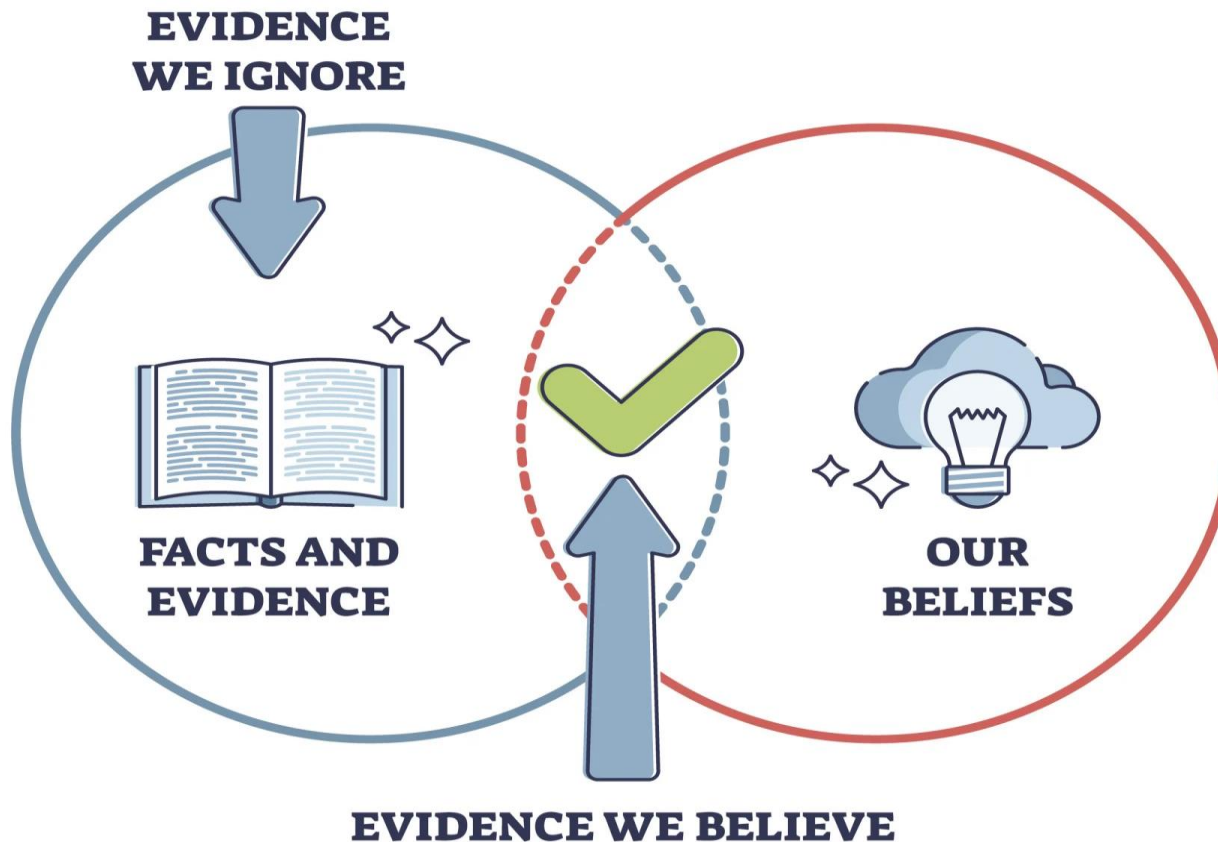 EVIDENCE
WE IGNORE
FACTS AND
EVIDENCE
OUR
BELIEFS
EVIDENCE WE BELIEVE